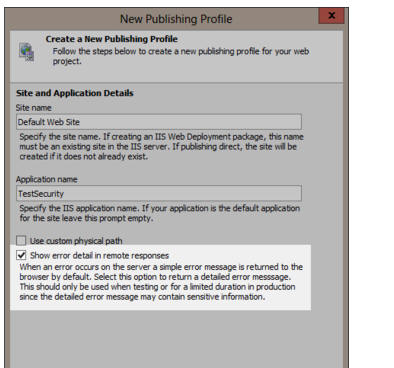 New Publishing Profile
x
Create a New Publishing Profile
Follow the steps below to create a new publishing profile for your web
project.
Site and Application Details
Site name
Default Web Site
Specify the site name. If creating an IIS Web Deployment package, this name
must be an existing site in the IIS server. If publishing direct, the site will be
created if it does not already exist.
Application name
TestSecurity
Specify the IIS application name. If your application is the default application
for the site leave this prompt empty.
Use custom physical path
Show error detail in remote responses
When an error occurs on the server a simple error message is returned to the
browser by default. Select this option to return a detailed error messsage.
This should only be used when testing or for a limited duration in production
since the detailed error message may contain sensitive information.